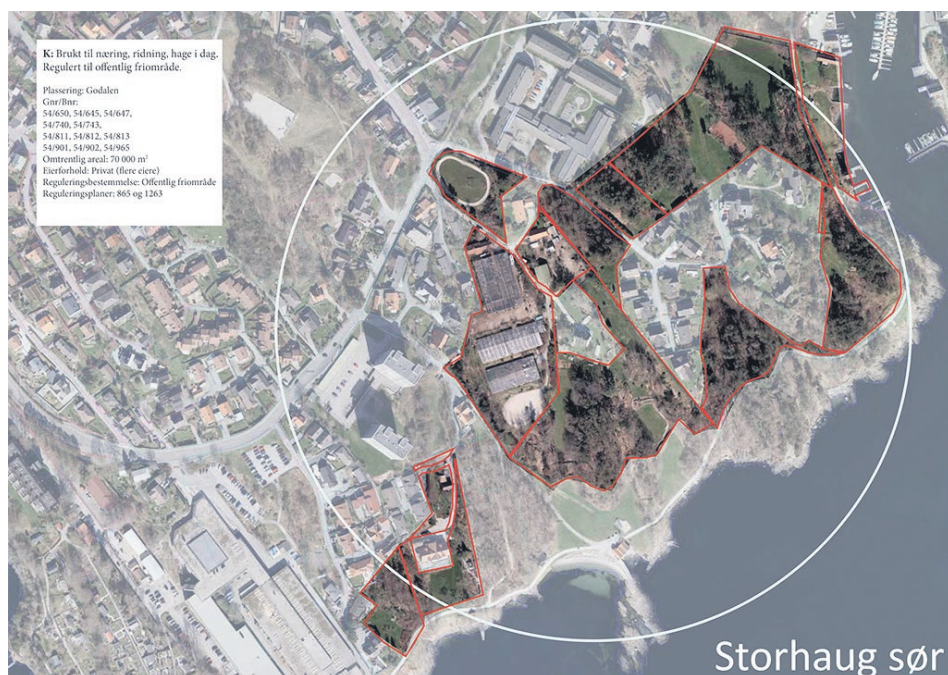 K: Brukt til næring, ridning, hage i dag.
Regulert til offentlig friområde.
Plassering: Godalen
Gnr/Bnr:
54/650, 54/645, 54/647,
54/740, 54/743,
54/811, 54/812, 54/813
54/901, 54/902, 54/965
Omtrentlig areal: 70 000 m²
Eierforhold: Privat (flere eiere)
Reguleringsbestemmelse: Offentlig friområde
Reguleringsplaner: 865 og 1263
Storhaug sør